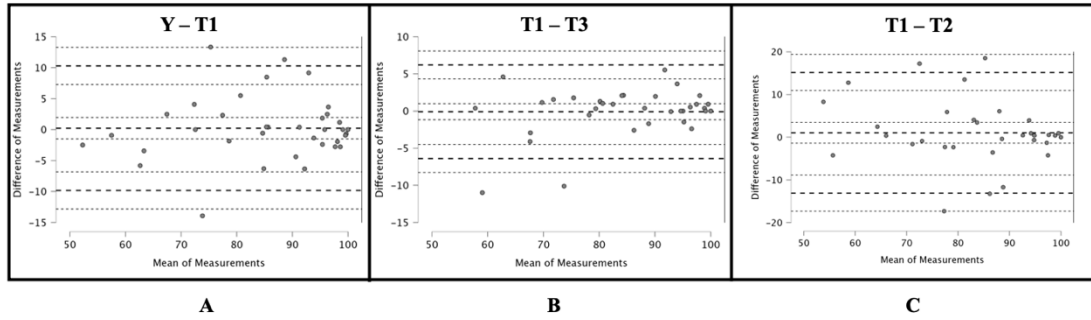 Y – T1
15
10
5
0
−5
−10
−15
Difference of Measurements
50 60 70 80 90 100
Mean of Measurements
T1 – T3
10
5
0
−5
−10
−15
Difference of Measurements
50 60 70 80 90 100
Mean of Measurements
T1 – T2
20
10
0
−10
−20
Difference of Measurements
50 60 70 80 90 100
Mean of Measurements
A B C